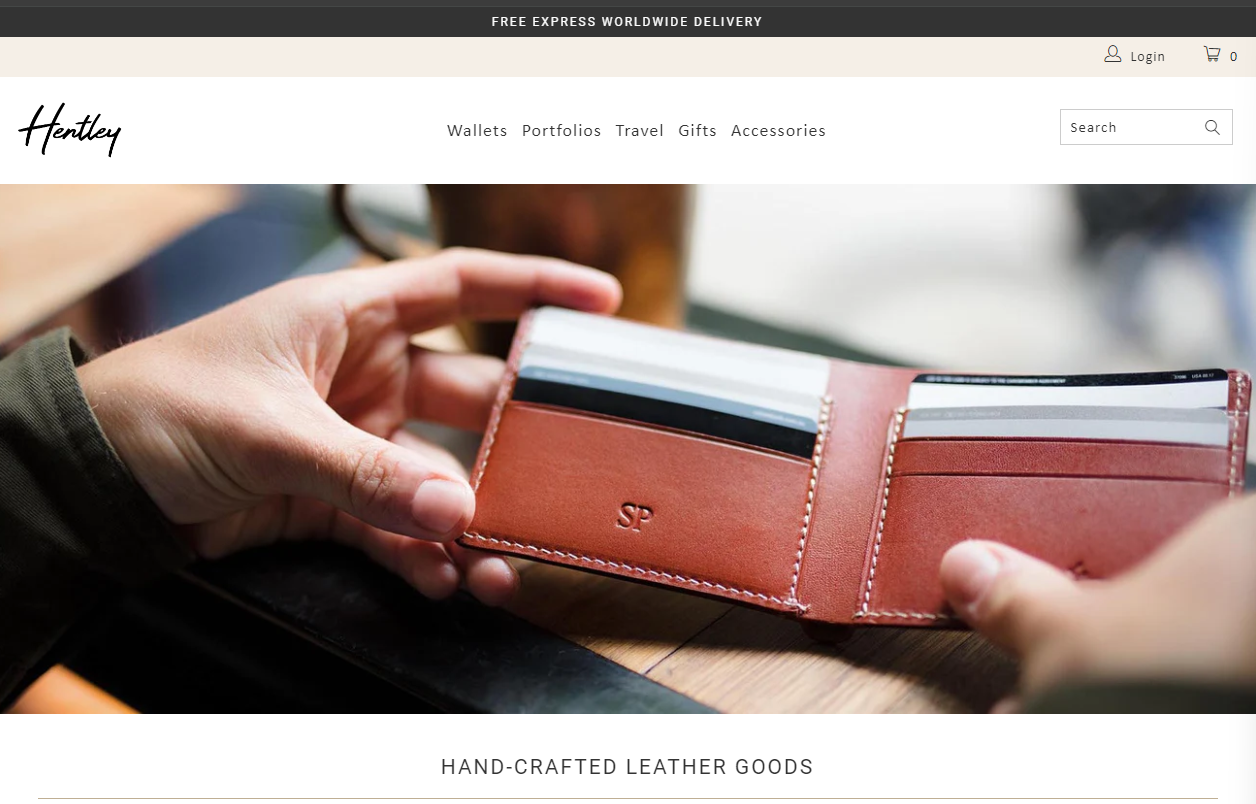 FREE EXPRESS WORLDWIDE DELIVERY
Login
0
Hentley
Wallets Portfolios Travel Gifts Accessories
Search
SP
HAND-CRAFTED LEATHER GOODS